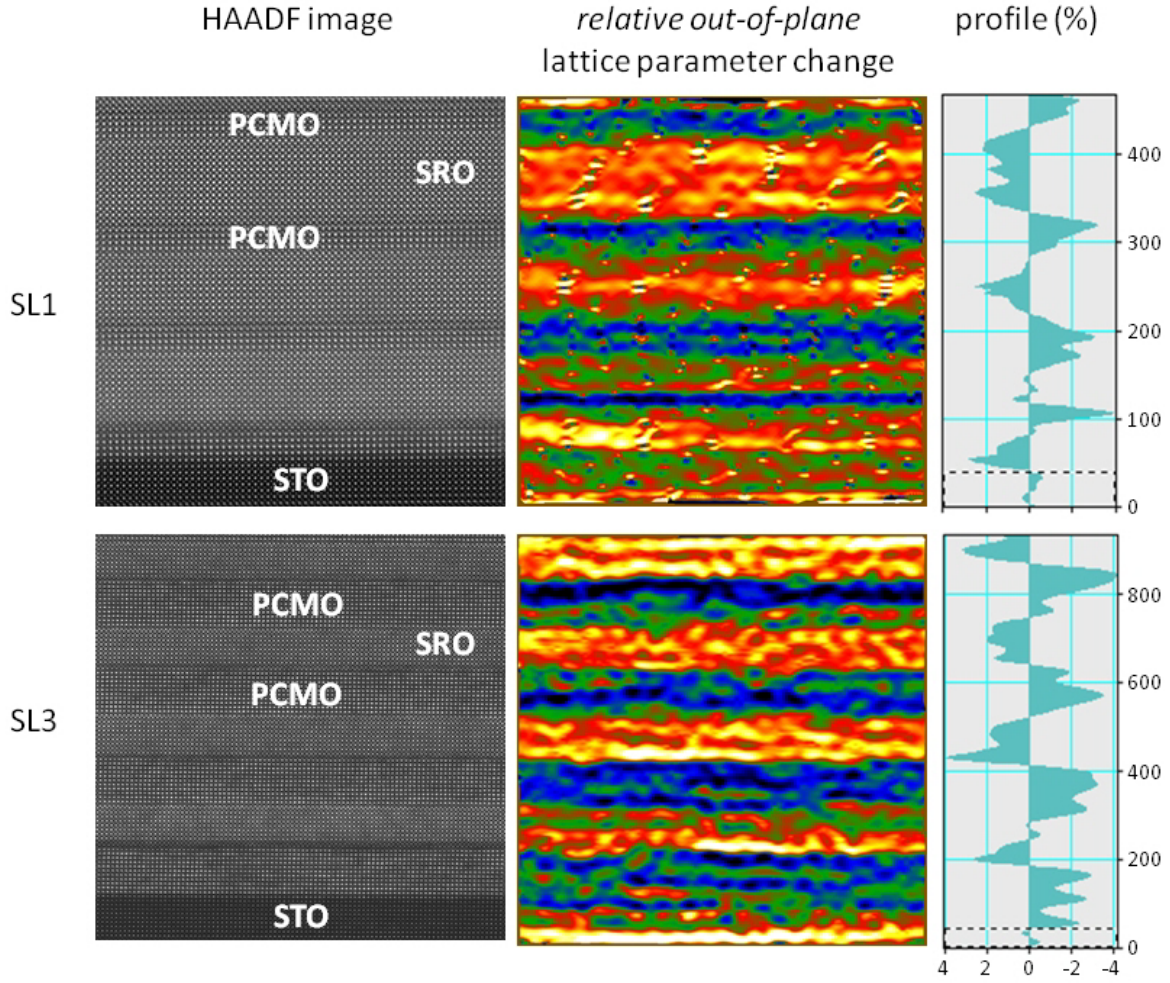 HAADF image
relative out-of-plane
lattice parameter change
profile (%)
SL1
PCMO
SRO
PCMO
STO
400
300
200
100
0
SL3
PCMO
SRO
PCMO
STO
800
600
400
200
0
4 2 0 -2 -4